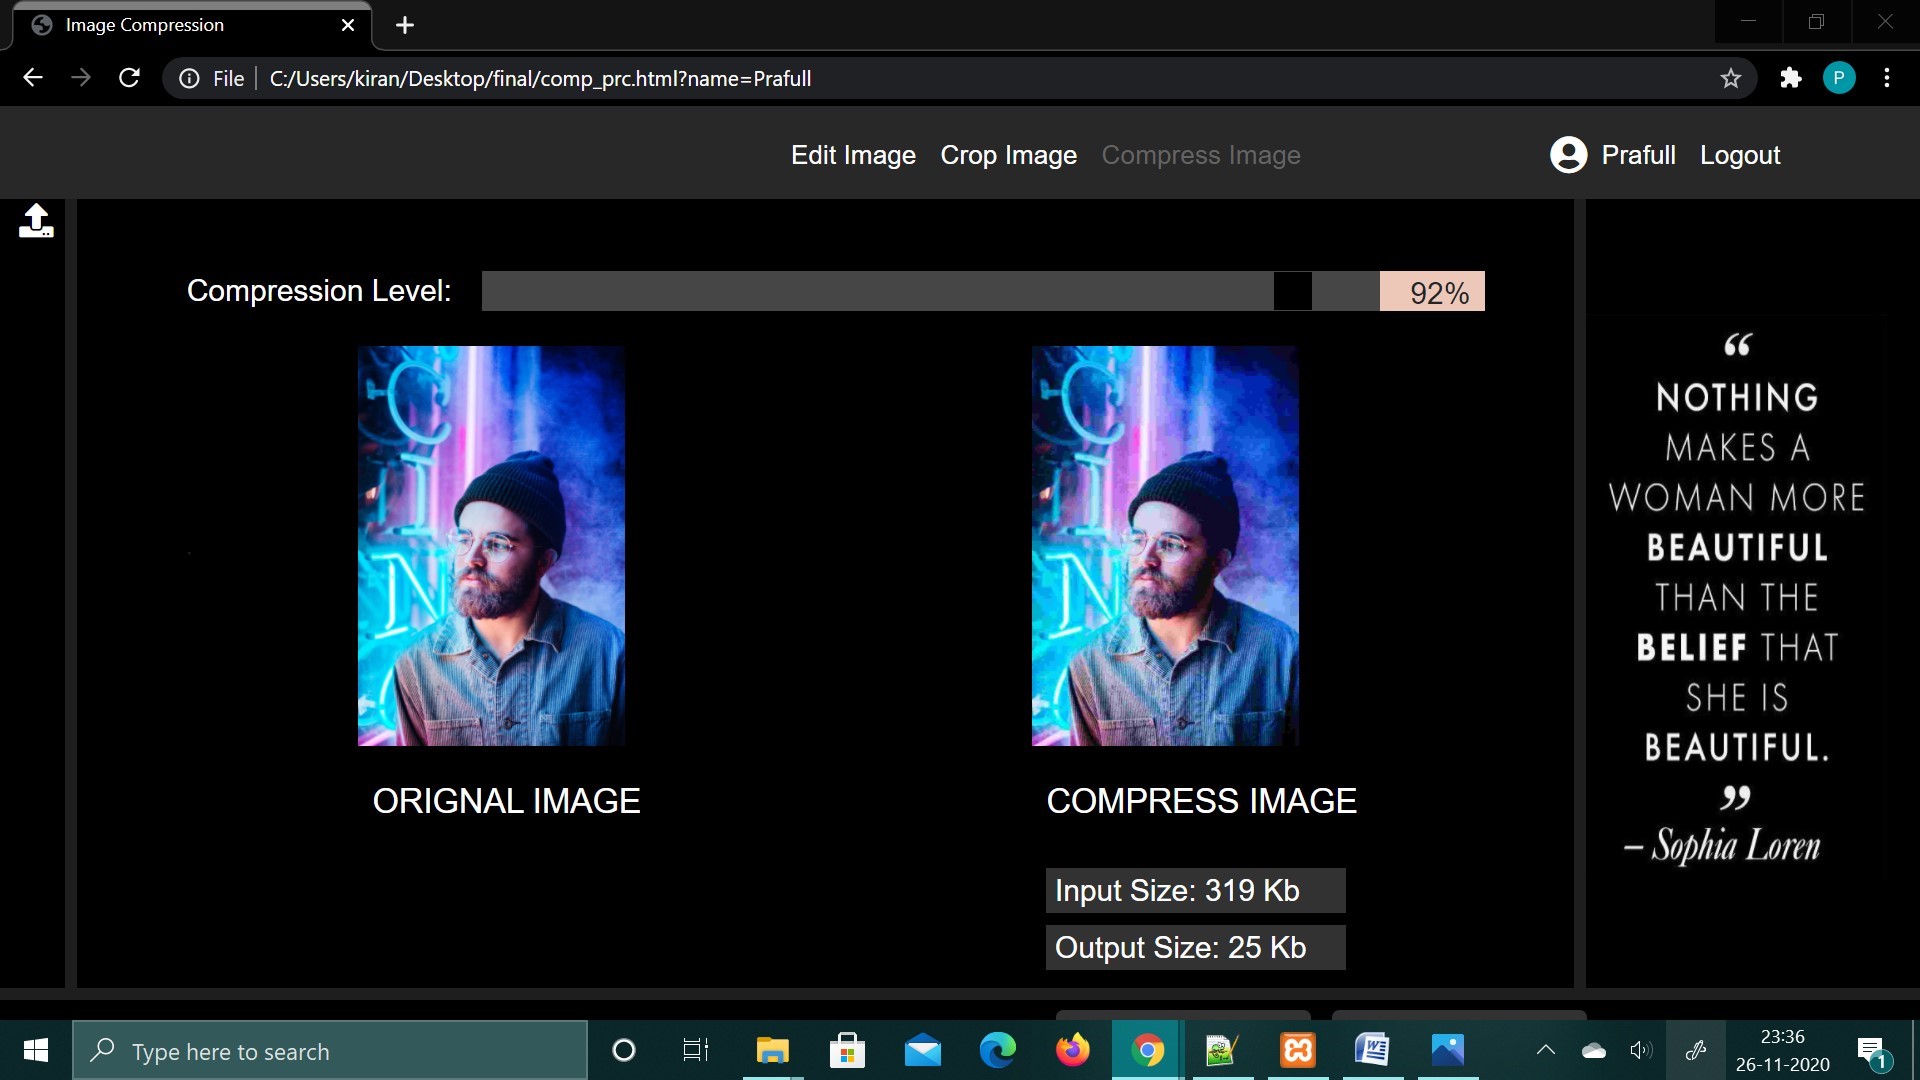 Image Compression
File
C:/Users/kiran/Desktop/final/comp_prc.html?name=Prafull
P
Edit Image
Crop Image
Compress Image
Prafull
Logout
Compression Level:
92%
ORIGNAL IMAGE
COMPRESS IMAGE
Input Size: 319 Kb
Output Size: 25 Kb
“
NOTHING
MAKES A
WOMAN MORE
BEAUTIFUL
THAN THE
BELIEF THAT
SHE IS
BEAUTIFUL.
”
– Sophia Loren
Type here to search
23:36
26-11-2020
1